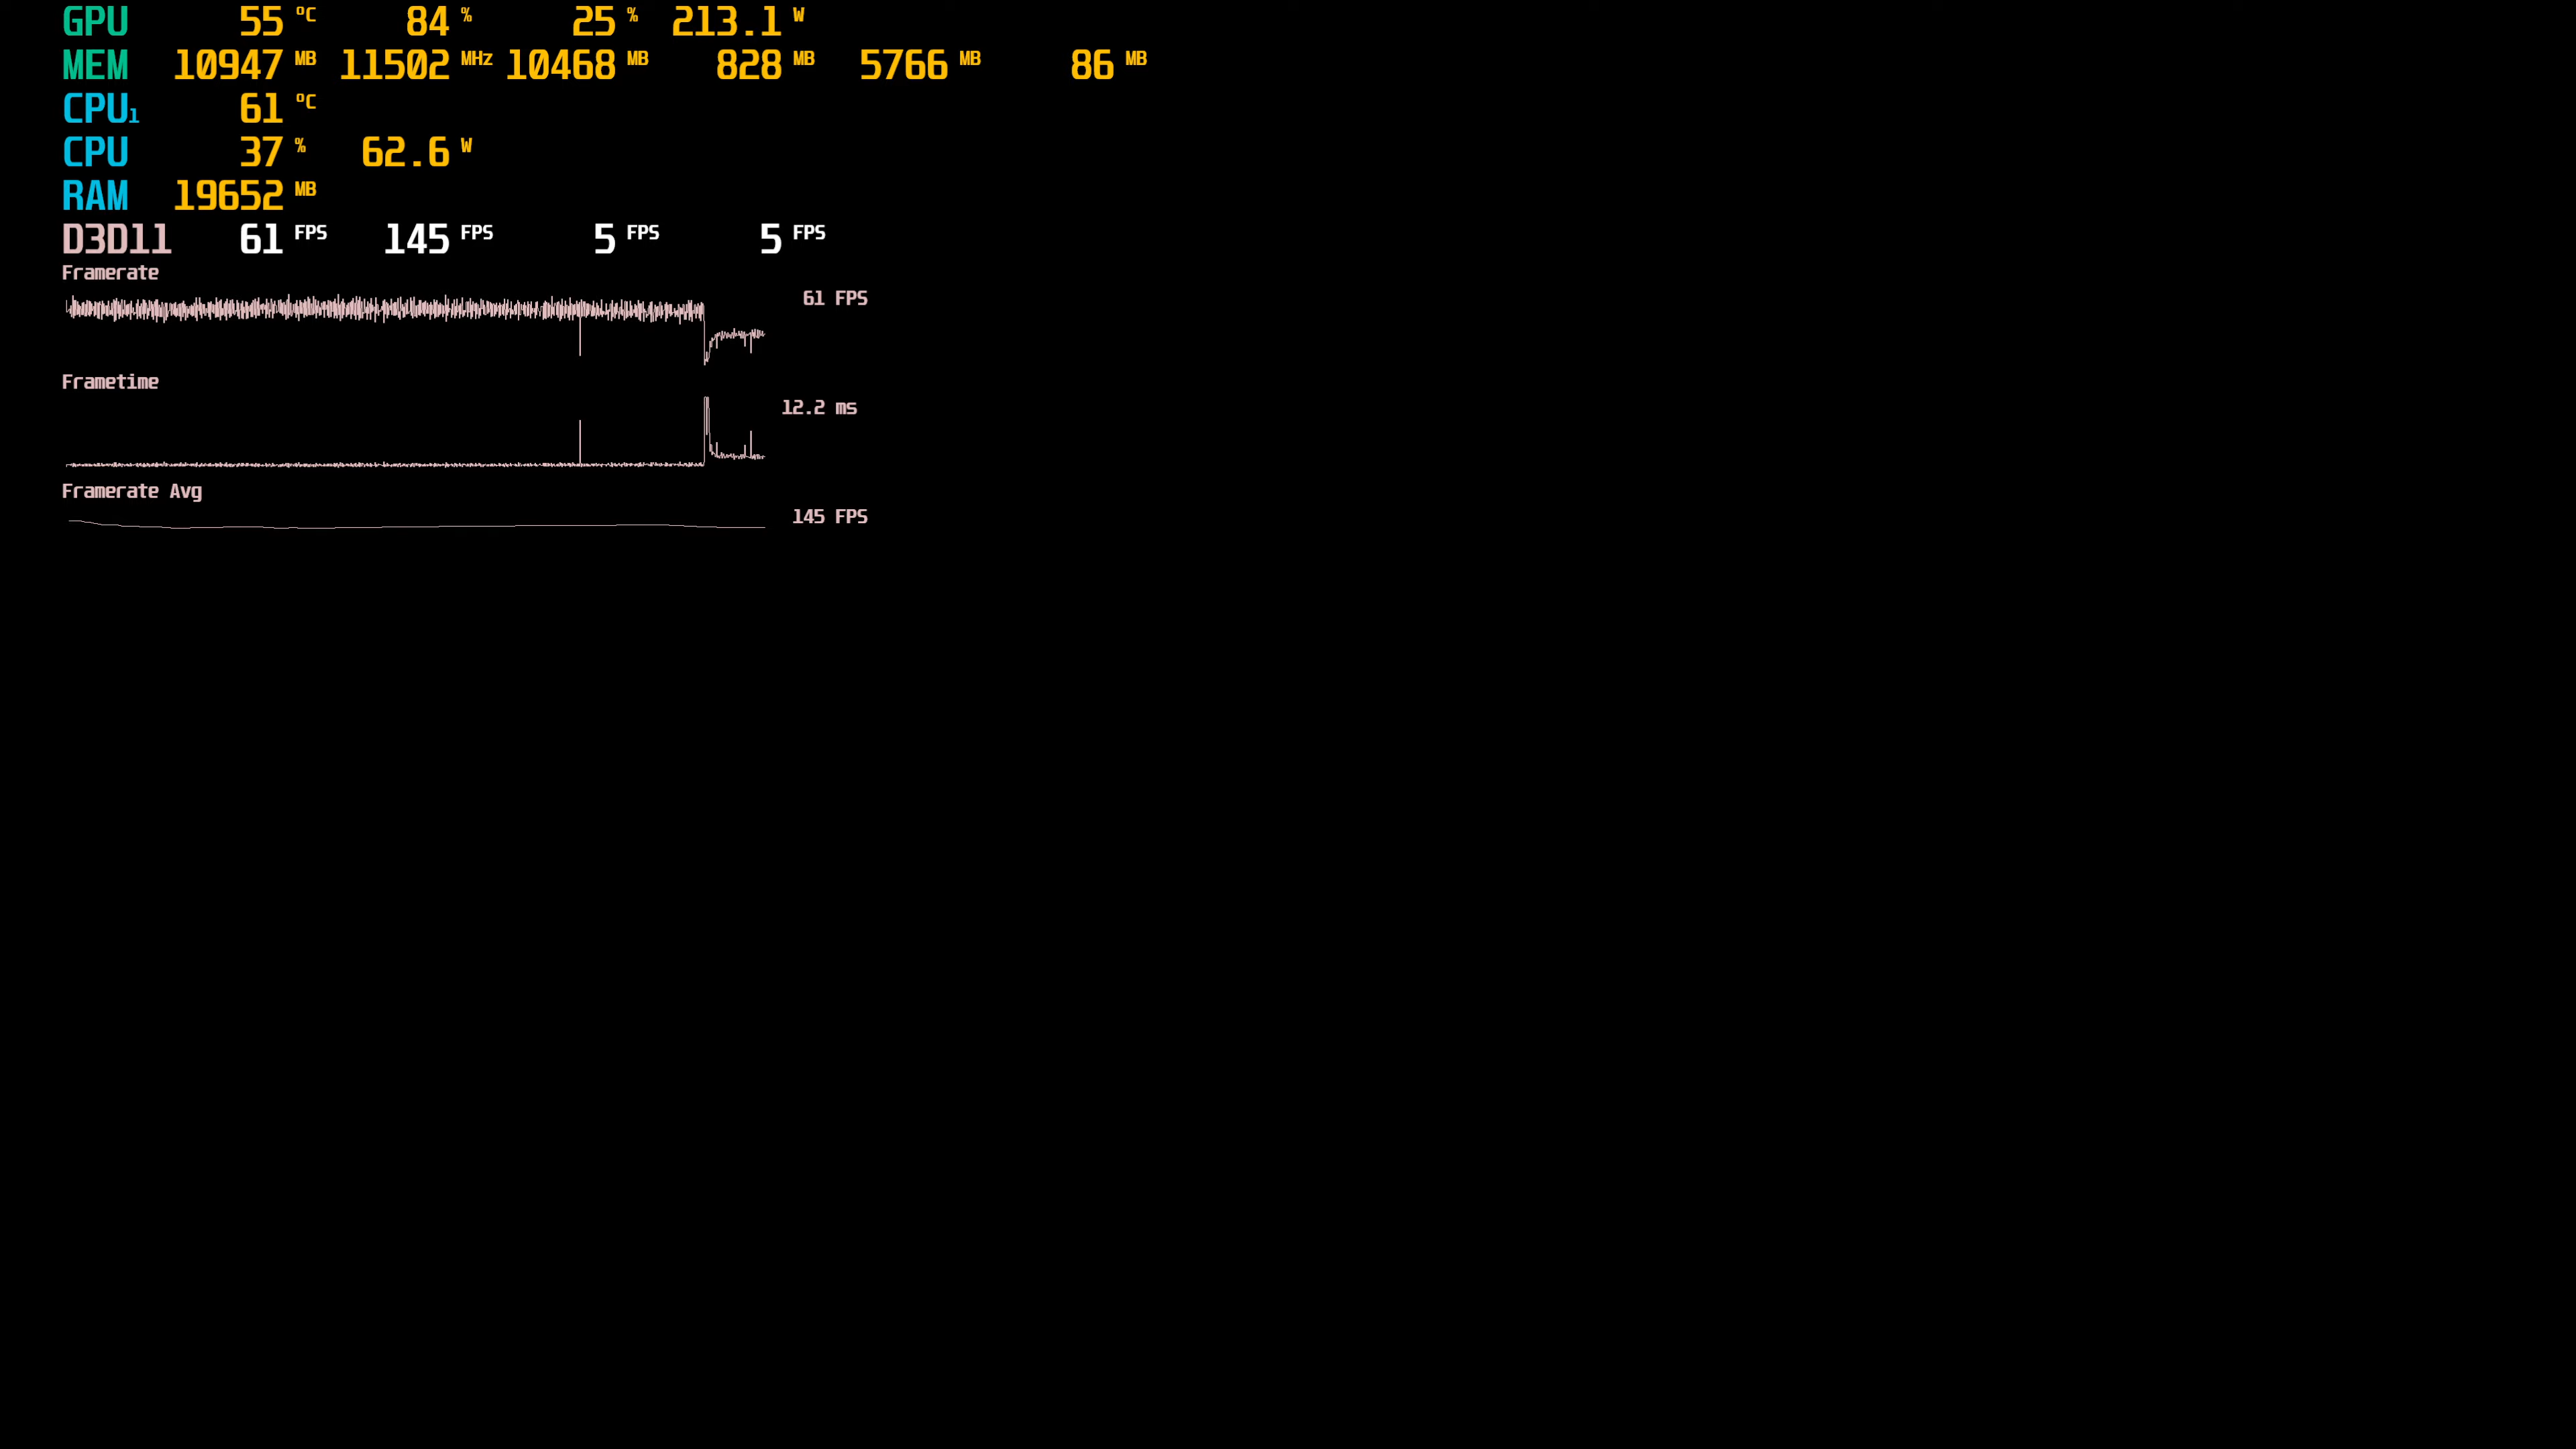 GPU 55 °C 84 % 25 % 213.1 W
MEM 10947 MB 11502 MHz 10468 MB 828 MB 5766 MB 86 MB
CPU1 61 °C
CPU 37 % 62.6 W
RAM 19652 MB
D3D11 61 FPS 145 FPS 5 FPS 5 FPS
Framerate
61 FPS
Frametime
12.2 ms
Framerate Avg
145 FPS